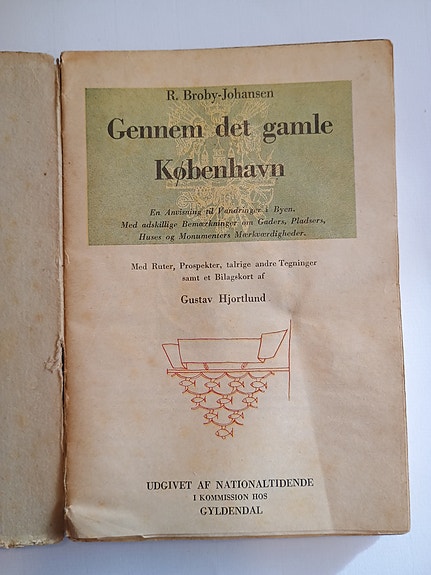 R. Broby-Johansen
Gennem det gamle
København
En Anvisning til Vandringer i Byen.
Med adskillige Bemærkninger om Gaders, Pladsers,
Huses og Monumenters Mærkværdigheder.
Med Ruter, Prospekter, talrige andre Tegninger
samt et Bilagskort af
Gustav Hjortlund
UDGIVET AF NATIONALTIDENDE
I KOMMISSION HOS
GYLDENDAL